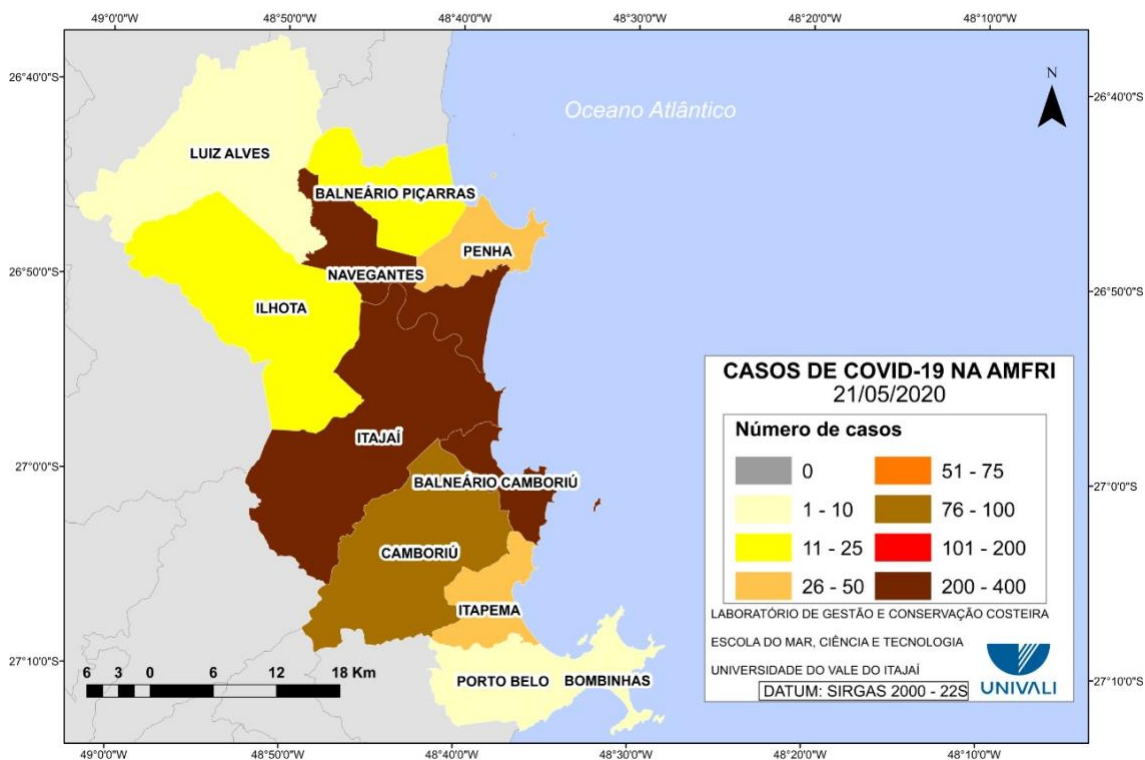 49°0'0"W 48°50'0"W 48°40'0"W 48°30'0"W 48°20'0"W 48°10'0"W
26°40'0"S
26°40'0"S
N
Oceano Atlântico
LUIZ ALVES
BALNEÁRIO PIÇARRAS
PENHA
26°50'0"S
NAVEGANTES
26°50'0"S
ILHOTA
CASOS DE COVID-19 NA AMFRI
21/05/2020
Número de casos
0
51 - 75
1 - 10
76 - 100
11 - 25
101 - 200
26 - 50
200 - 400
LABORATÓRIO DE GESTÃO E CONSERVAÇÃO COSTEIRA
ESCOLA DO MAR, CIÊNCIA E TECNOLOGIA
UNIVERSIDADE DO VALE DO ITAJAÍ
DATUM: SIRGAS 2000 - 22S
UNIVALI
ITAJAÍ
27°0'0"S
BALNEÁRIO CAMBORIÚ
27°0'0"S
CAMBORIÚ
ITAPEMA
27°10'0"S
PORTO BELO
BOMBINHAS
27°10'0"S
6 3 0 6 12 18 Km
49°0'0"W 48°50'0"W 48°40'0"W 48°30'0"W 48°20'0"W 48°10'0"W